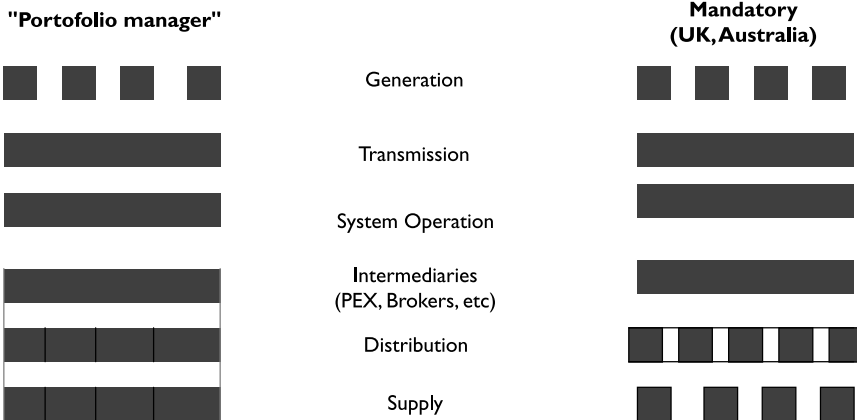 "Portofolio manager"
Mandatory
(UK, Australia)
Generation
Transmission
System Operation
Intermediaries
(PEX, Brokers, etc)
Distribution
Supply